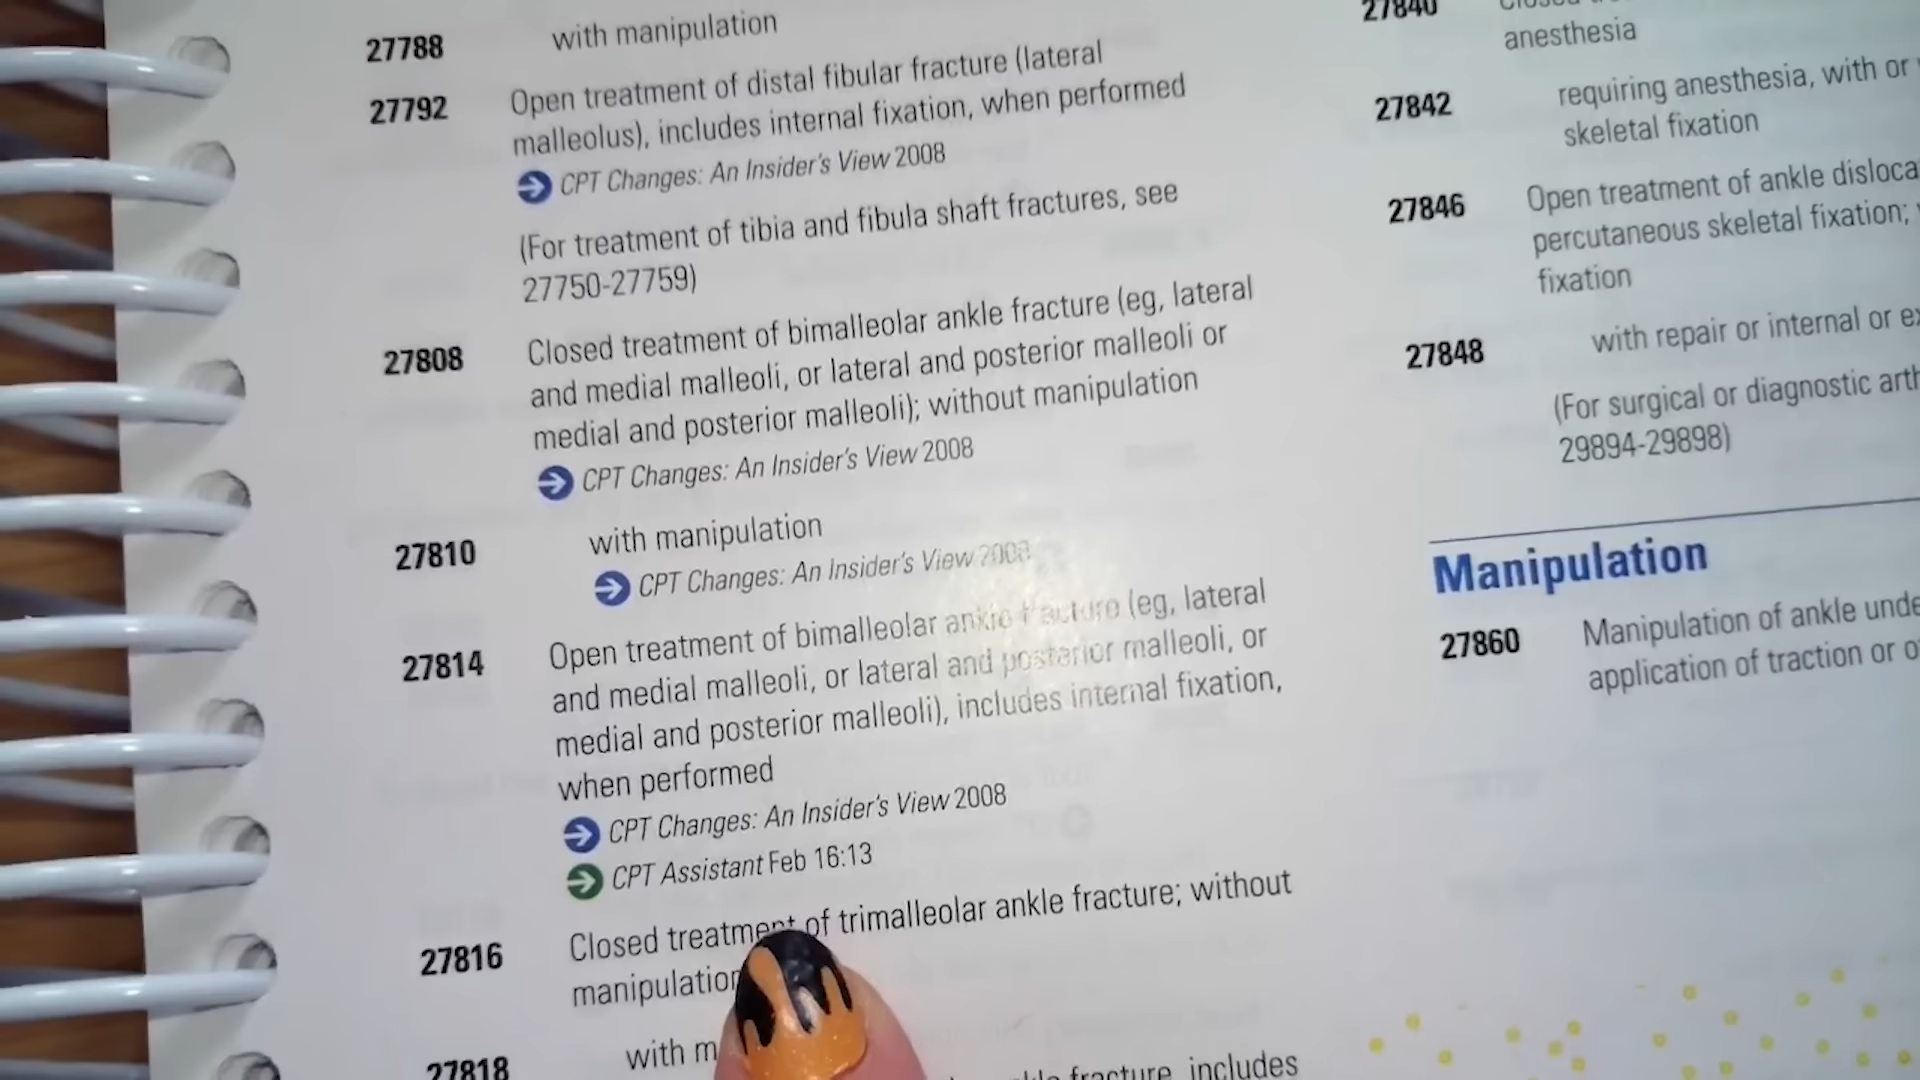 27788 with manipulation
27792 Open treatment of distal fibular fracture (lateral
malleolus), includes internal fixation, when performed
CPT Changes: An Insider's View 2008
(For treatment of tibia and fibula shaft fractures, see
27750-27759)
27808 Closed treatment of bimalleolar ankle fracture (eg, lateral
and medial malleoli, or lateral and posterior malleoli or
medial and posterior malleoli); without manipulation
CPT Changes: An Insider's View 2008
27810 with manipulation
CPT Changes: An Insider's View 2008
27814 Open treatment of bimalleolar ankle fracture (eg, lateral
and medial malleoli, or lateral and posterior malleoli, or
medial and posterior malleoli), includes internal fixation,
when performed
CPT Changes: An Insider's View 2008
CPT Assistant Feb 16:13
27816 Closed treatment of trimalleolar ankle fracture; without
manipulation
27818 with
fracture, includes
27840
anesthesia
27842 requiring anesthesia, with or
skeletal fixation
27846 Open treatment of ankle
percutaneous skeletal fixation;
fixation
27848 with repair or internal or
(For surgical or diagnostic
29894-29898)
Manipulation
27860 Manipulation of ankle
application of traction or